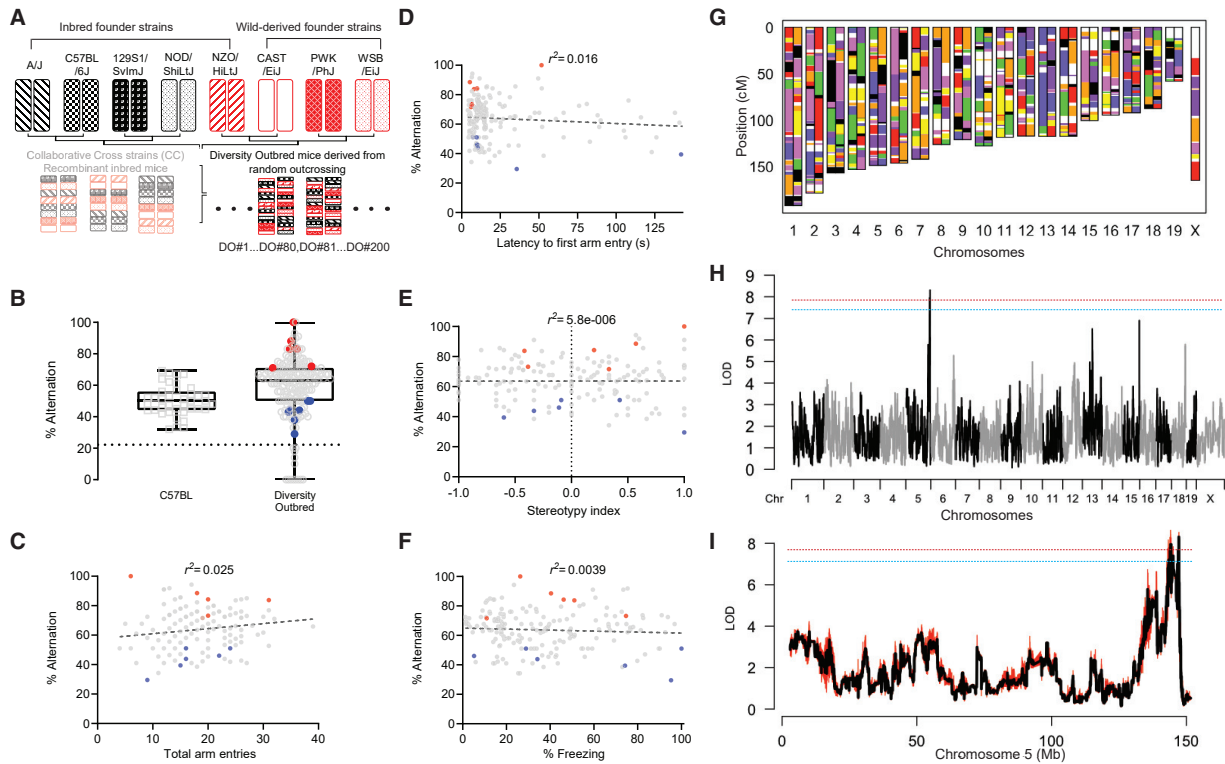 A
Inbred founder strains
Wild-derived founder strains
A/J
C57BL
/6J
129S1/
SvImJ
NOD/
ShiLtJ
NZO/
HiLtJ
CAST
/EiJ
PWK
/PhJ
WSB
/EiJ
Collaborative Cross strains (CC)
Recombinant inbred mice
Diversity Outbred mice derived from
random outcrossing
DO#1...DO#80,DO#81...DO#200
B
% Alternation
100
80
60
40
20
0
C57BL
Diversity
Outbred
C
r²= 0.025
% Alternation
100
80
60
40
20
0
0 10 20 30 40
Total arm entries
D
r²= 0.016
% Alternation
100
80
60
40
20
0
0 25 50 75 100 125
Latency to first arm entry (s)
E
r²= 5.8e-006
% Alternation
100
80
60
40
20
0
-1.0 -0.5 0.0 0.5 1.0
Stereotypy index
F
r²= 0.0039
% Alternation
100
80
60
40
20
0
0 20 40 60 80 100
% Freezing
G
Position (cM)
0
50
100
150
1 2 3 4 5 6 7 8 9 10 11 12 13 14 15 16 17 18 19 X
Chromosomes
H
LOD
9
8
7
6
5
4
3
2
1
0
Chr 1 2 3 4 5 6 7 8 9 10 11 12 13 14 15 16 17 18 19 X
Chromosomes
I
LOD
8
6
4
2
0
0 50 100 150
Chromosome 5 (Mb)